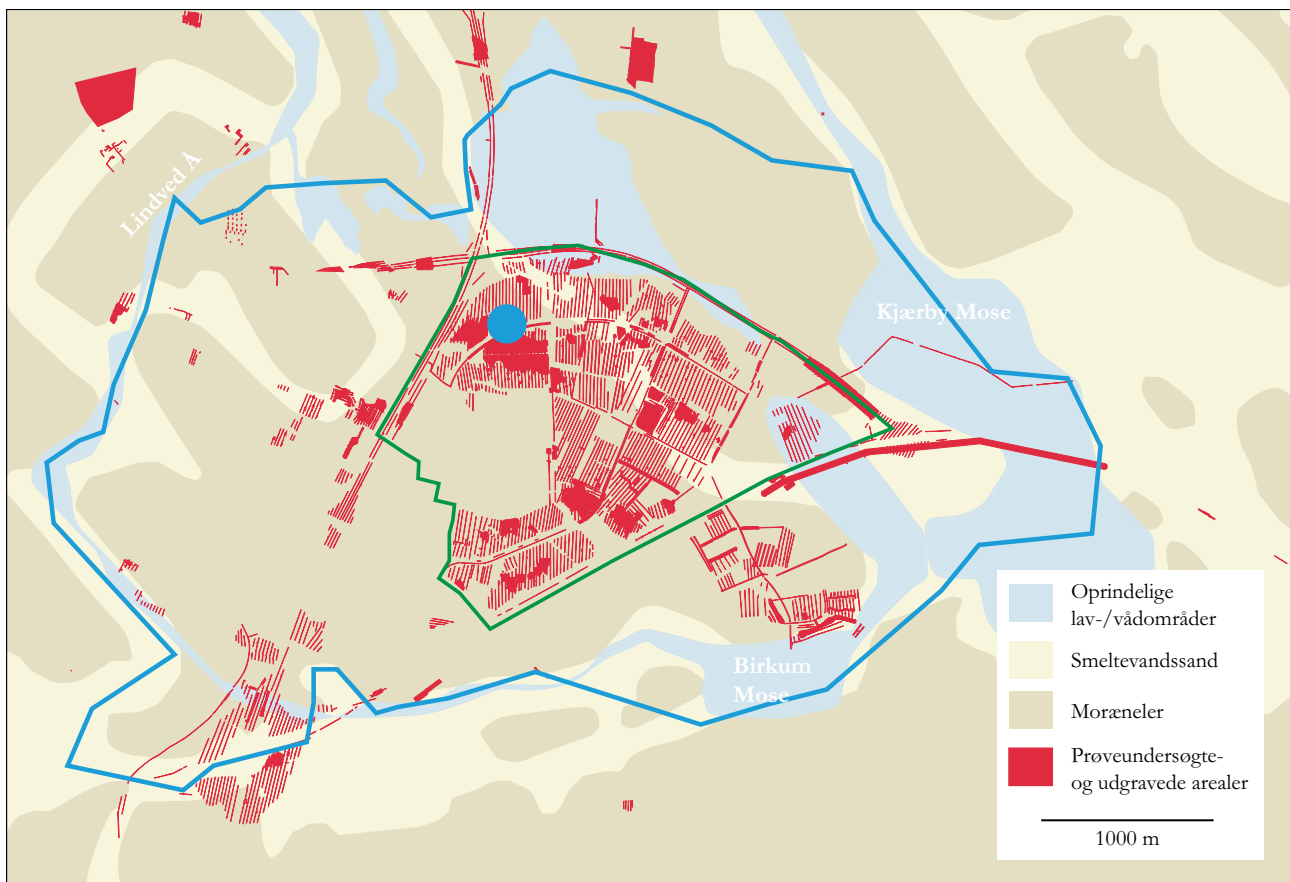 Lindved Å
Kjærby Mose
Birkum
Mose
Oprindelige
lav-/vådområder
Smeltevandssand
Moræneler
Prøveundersøgte-
og udgravede arealer
1000 m